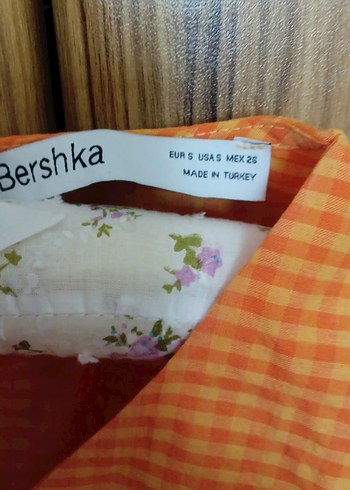 Bershka
EUR S USA S MEX 26
MADE IN TURKEY